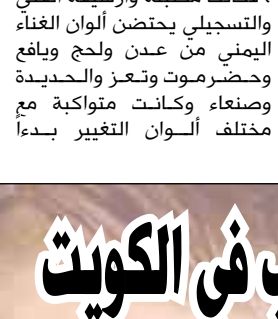 والتسجيلي يحتضن ألوان الغناء
اليمني من عدن ولحج ويافع
وحضرموت وتعز والحديدة
وصنعاء وكانت متواكبة مع
مختلف ألوان التغيير بدءاً
في الكويت